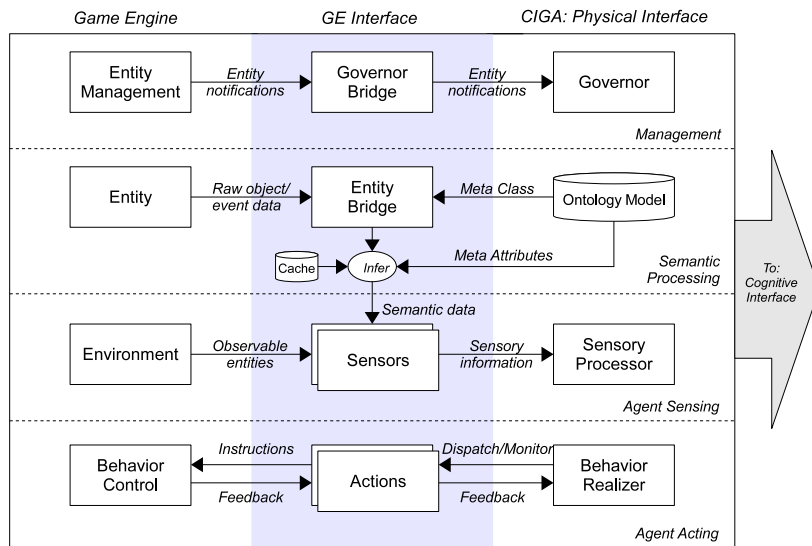 Game Engine
GE Interface
CIGA: Physical Interface
Entity
Management
Entity
notifications
Governor
Bridge
Entity
notifications
Governor
Management
Entity
Raw object/
event data
Entity
Bridge
Meta Class
Ontology Model
Cache
Infer
Meta Attributes
Semantic
Processing
To:
Cognitive
Interface
Semantic data
Environment
Observable
entities
Sensors
Sensory
information
Sensory
Processor
Agent Sensing
Behavior
Control
Instructions
Feedback
Actions
Dispatch/Monitor
Feedback
Behavior
Realizer
Agent Acting